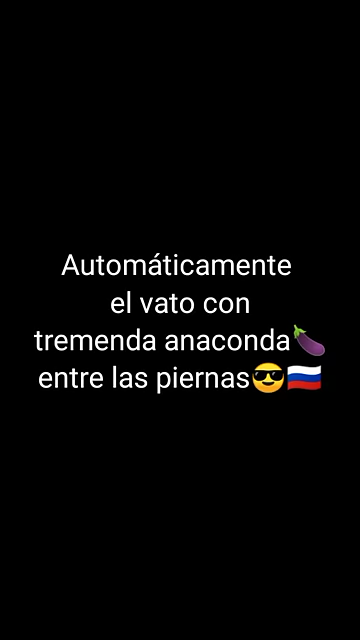 Automáticamente
el vato con
tremenda anaconda🍆
entre las piernas😎🇷🇺